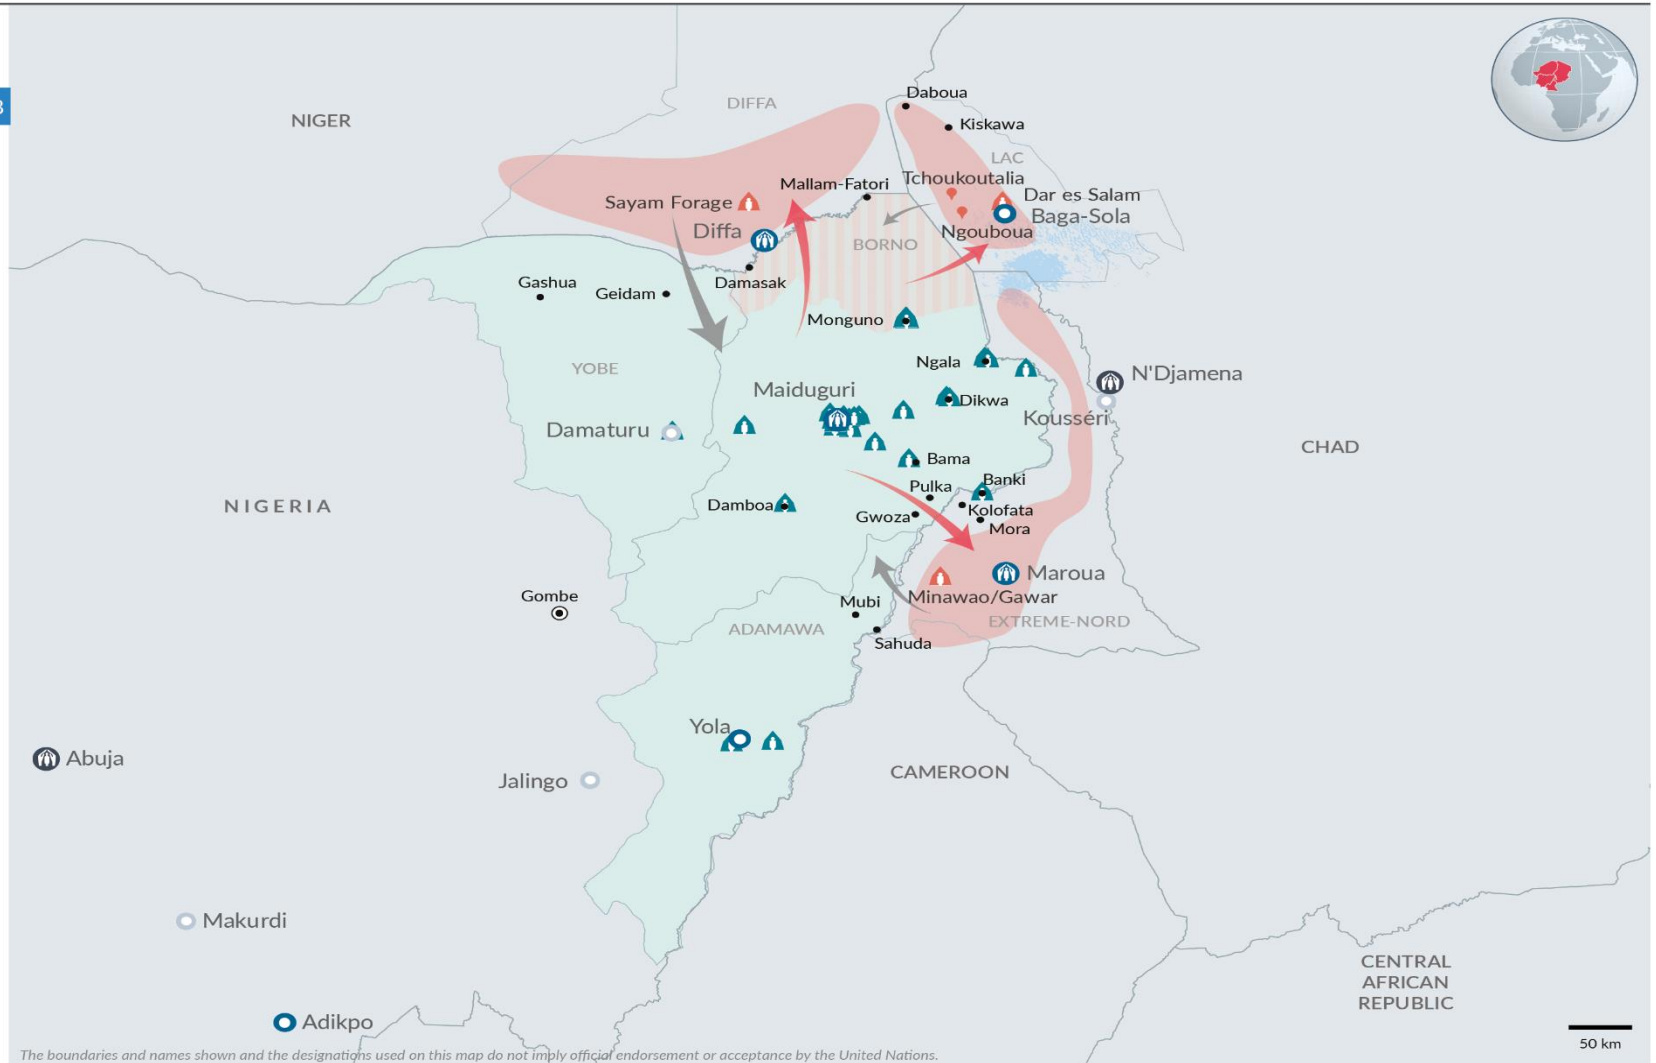 Daboua
DIFFA
NIGER
Kiskawa
LAC
Tchoukoutalia
Mallam-Fatori
Dar es Salam
Sayam Forage
Baga-Sola
Diffa
Ngouboua
BORNO
Damasak
Gashua
Geidam
Monguno
Ngala
YOBE
N'Djamena
Maiduguri
Dikwa
Kousséri
Damaturu
CHAD
Bama
Banki
Pulka
NIGERIA
Damboa
Kolofata
Gwoza
Mora
Maroua
Gombe
Minawao/Gawar
Mubi
EXTREME-NORD
ADAMAWA
Sahuda
Yola
Abuja
CAMEROON
Jalingo
Makurdi
CENTRAL
AFRICAN
REPUBLIC
Adikpo
50 km
The boundaries and names shown and the designations used on this map do not imply official endorsement or acceptance by the United Nations.